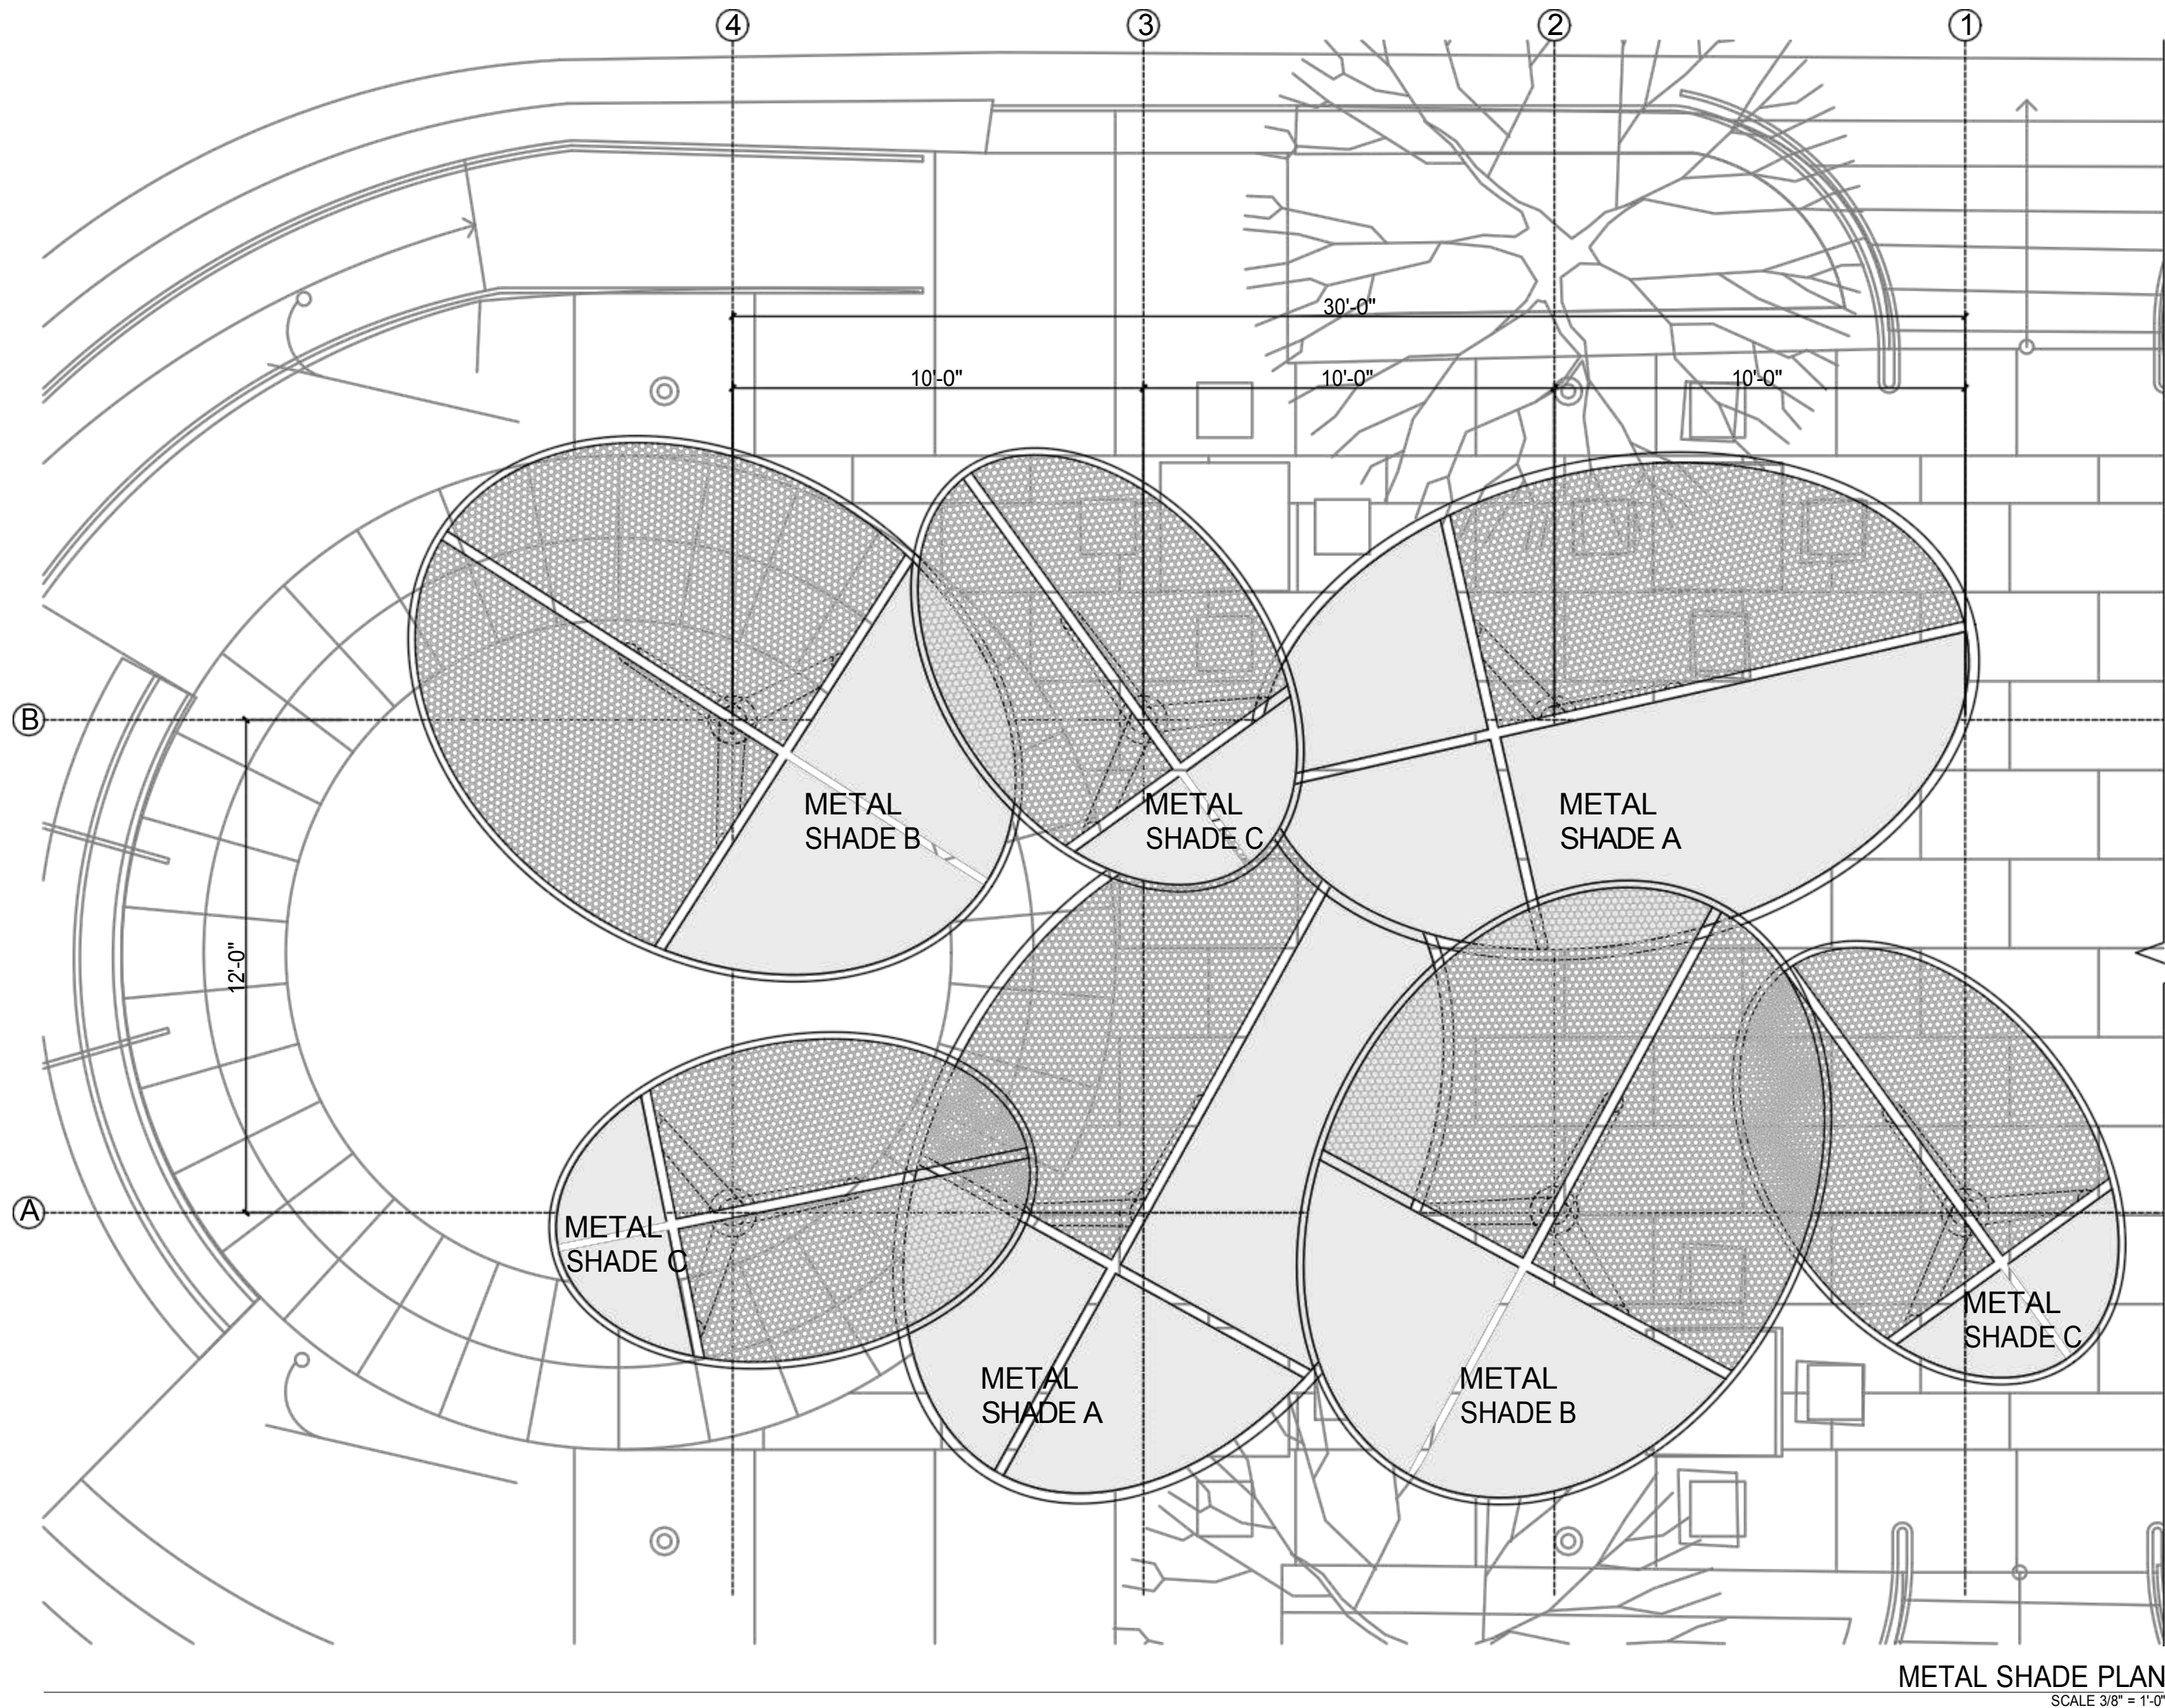 4 3 2 1
30'-0"
10'-0" 10'-0" 10'-0"
B
METAL
SHADE B
METAL
SHADE C
METAL
SHADE A
12'-0"
A
METAL
SHADE C
METAL
SHADE C
METAL
SHADE A
METAL
SHADE B
METAL SHADE PLAN
SCALE 3/8" = 1'-0"